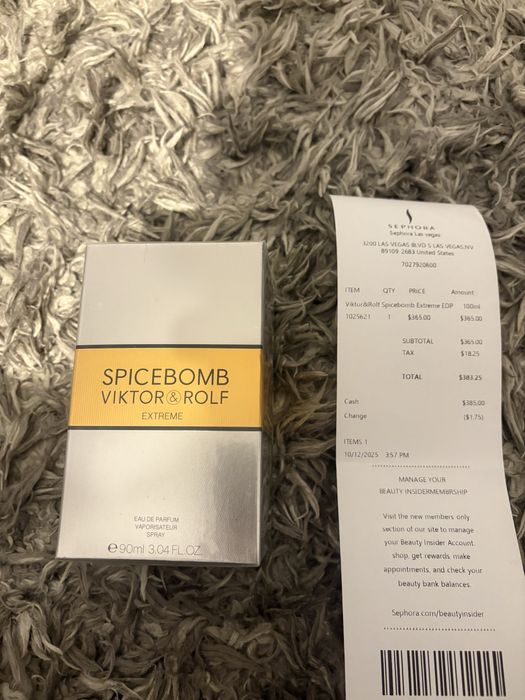 SPICEBOMB
VIKTOR & ROLF
EXTREME
EAU DE PARFUM
VAPORISATEUR
SPRAY
e 90ml 3.04 FL.OZ.
SEPHORA
Sephora Las vegas
3200 LAS VEGAS BLVD S LAS VEGAS,NV
89109 2683 United States
7027920600
ITEM QTY PRICE Amount
Viktor&Rolf Spicebomb Extreme EDP 100ml
1025621 1 $365.00 $365.00
SUBTOTAL $365.00
TAX $18.25
TOTAL $383.25
Cash $385.00
Change ($1.75)
ITEMS 1
10/12/2025 3:57 PM
MANAGE YOUR
BEAUTY INSIDERMEMBRSHIP
Visit the new members only
section of our site to manage
your Beauty Insider Account.
shop, get rewards, make
appointments, and check your
beauty bank balances.
Sephora.com/beautyinsider